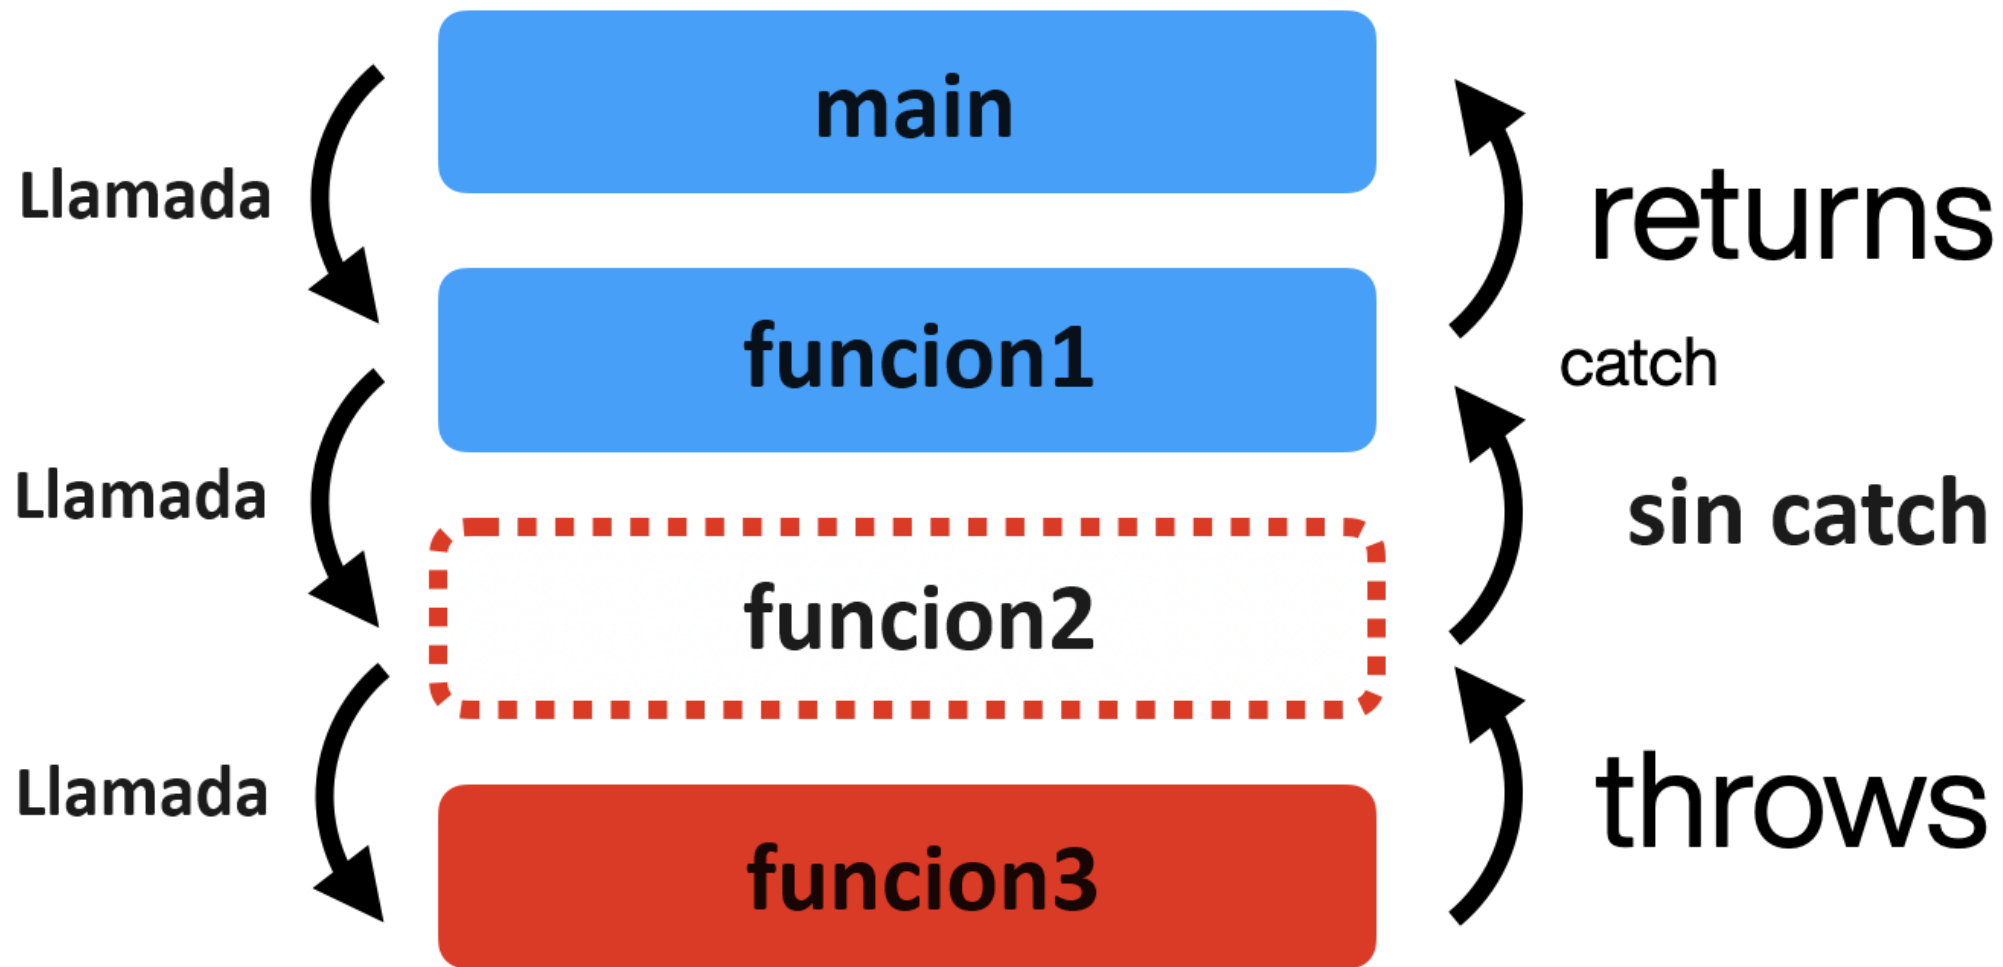 main
Llamada
returns
funcion1
catch
Llamada
sin catch
funcion2
Llamada
throws
funcion3